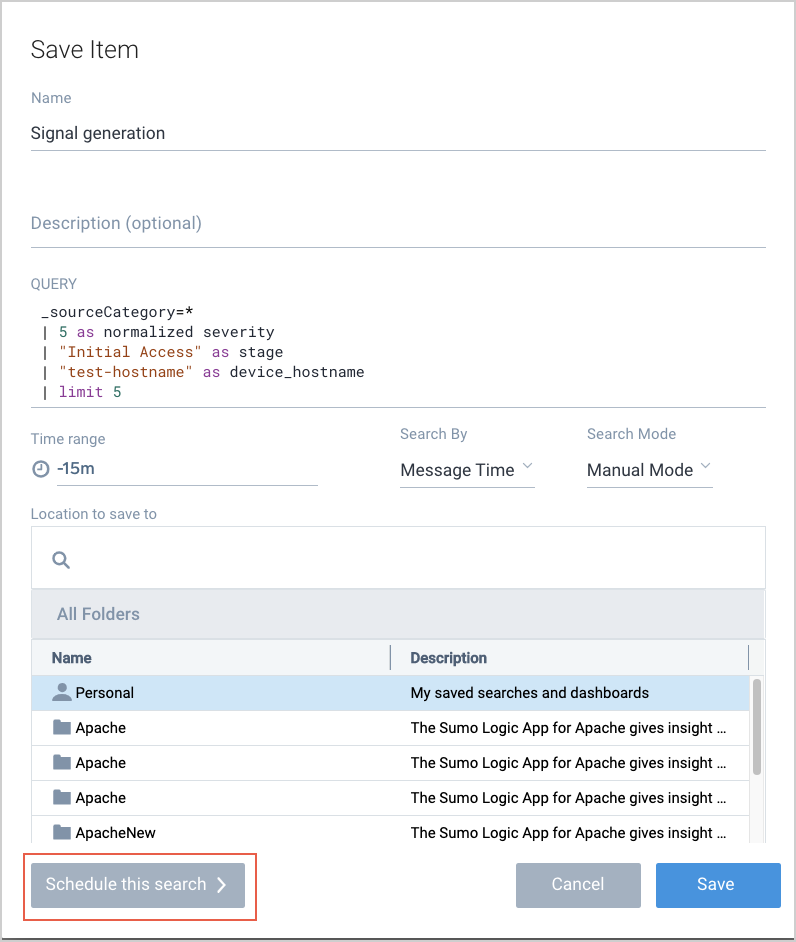 Save Item
Name
Signal generation
Description (optional)
QUERY
_sourceCategory=*
| 5 as normalized severity
| "Initial Access" as stage
| "test-hostname" as device_hostname
| limit 5
Time range
Search By
Search Mode
-15m
Message Time
Manual Mode
Location to save to
All Folders
Name Description
Personal My saved searches and dashboards
Apache The Sumo Logic App for Apache gives insight ...
Apache The Sumo Logic App for Apache gives insight ...
Apache The Sumo Logic App for Apache gives insight ...
ApacheNew The Sumo Logic App for Apache gives insight ...
Schedule this search Cancel Save